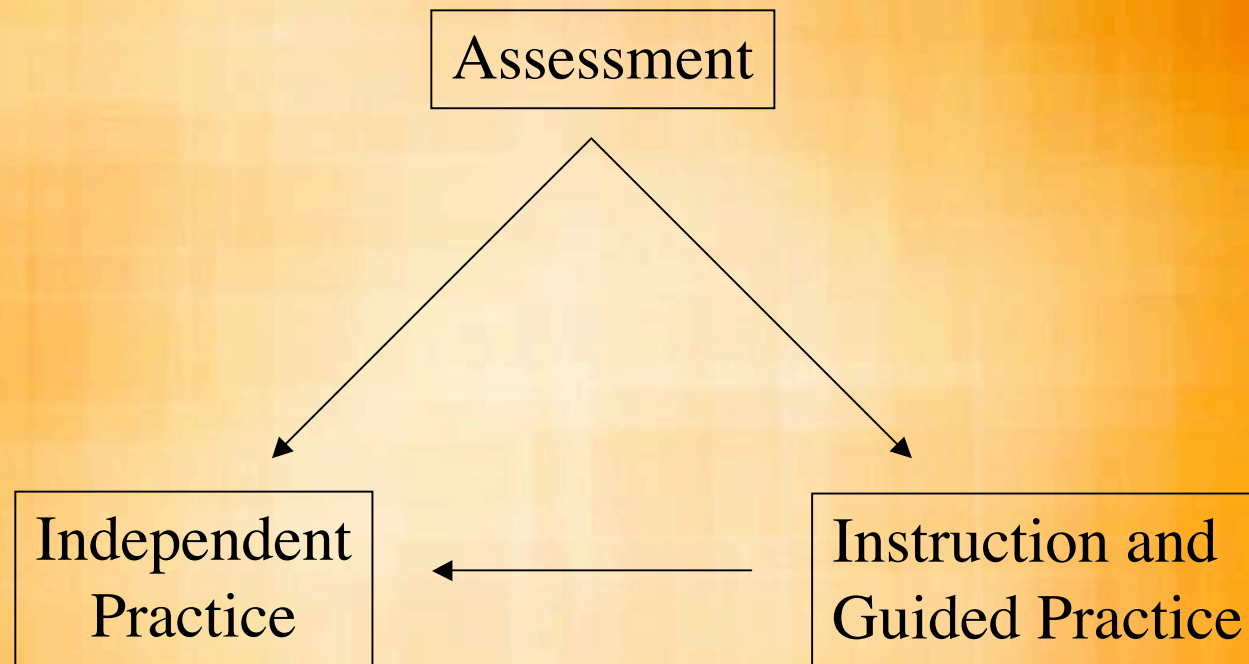 Assessment
Independent
Practice
Instruction and
Guided Practice